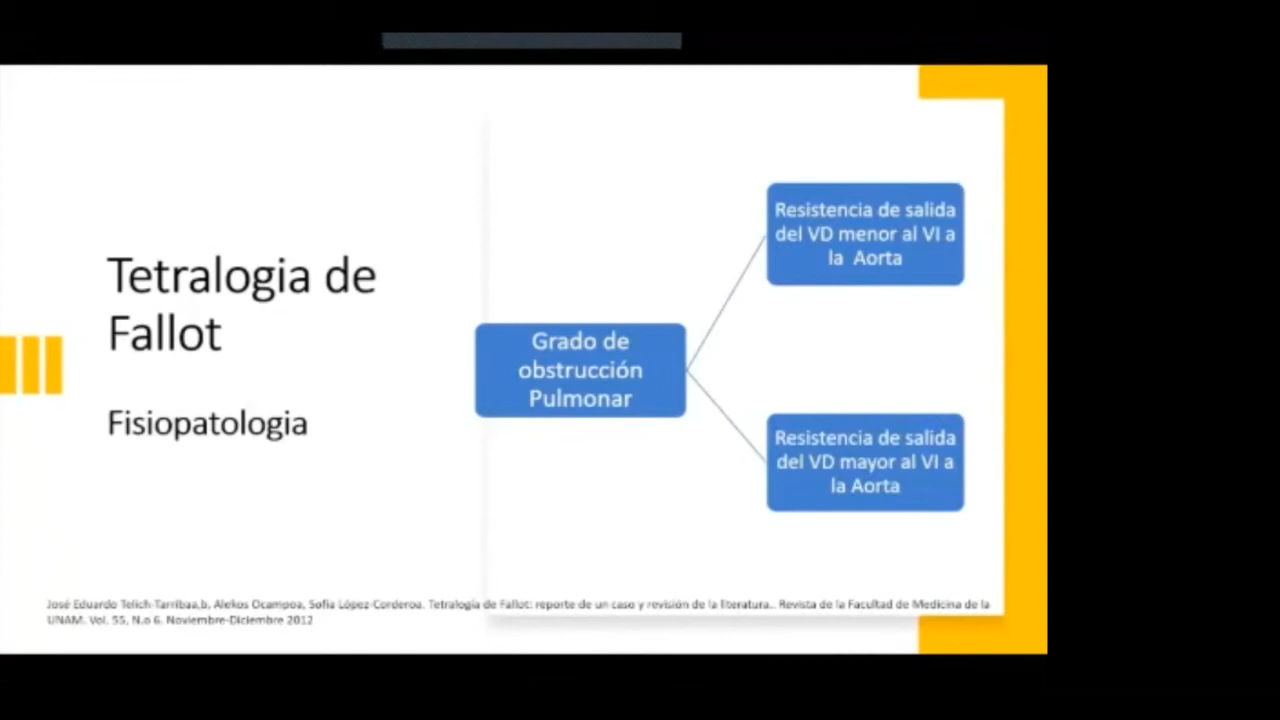 Tetralogia de
Fallot
Fisiopatologia
Grado de
obstrucción
Pulmonar
Resistencia de salida
del VD menor al VI a
la Aorta
Resistencia de salida
del VD mayor al VI a
la Aorta
José Eduardo Telich-Tarribaa,b, Alekos Ocampoa, Sofía López-Corderoa. Tetralogía de Fallot: reporte de un caso y revisión de la literatura.. Revista de la Facultad de Medicina de la
UNAM. Vol. 55, N.o 6. Noviembre-Diciembre 2012